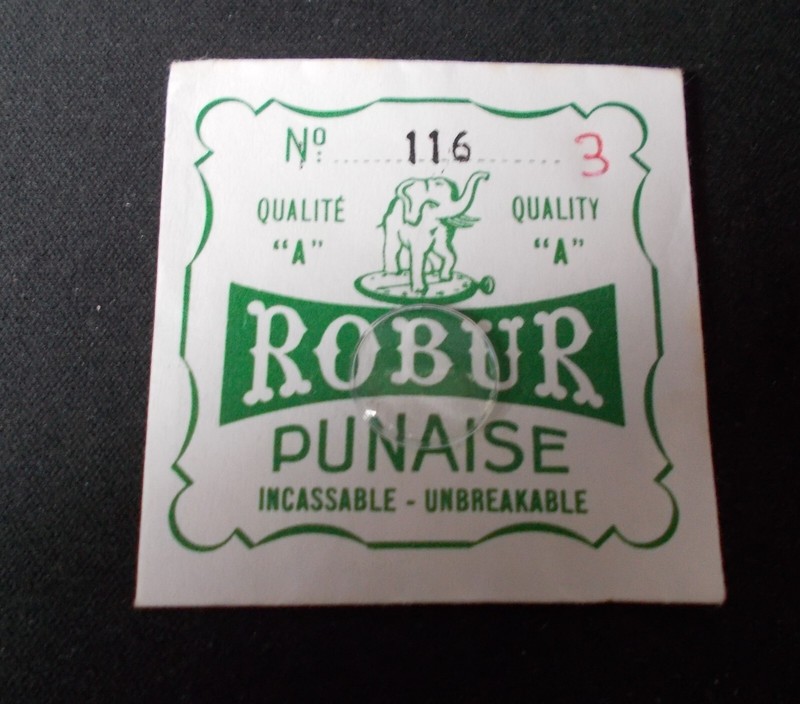 Nº 116 3
QUALITÉ QUALITY
“A” “A”
ROBUR
PUNAISE
INCASSABLE - UNBREAKABLE